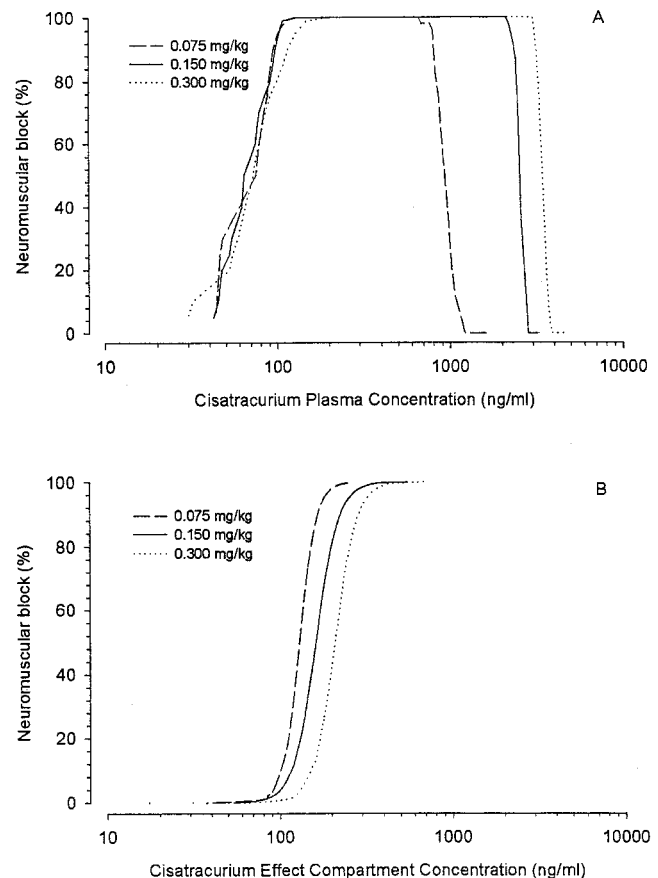 A
0.075 mg/kg
0.150 mg/kg
0.300 mg/kg
Neuromuscular block (%)
100
80
60
40
20
0
10 100 1000 10000
Cisatracurium Plasma Concentration (ng/ml)
B
0.075 mg/kg
0.150 mg/kg
0.300 mg/kg
Neuromuscular block (%)
100
80
60
40
20
0
10 100 1000 10000
Cisatracurium Effect Compartment Concentration (ng/ml)